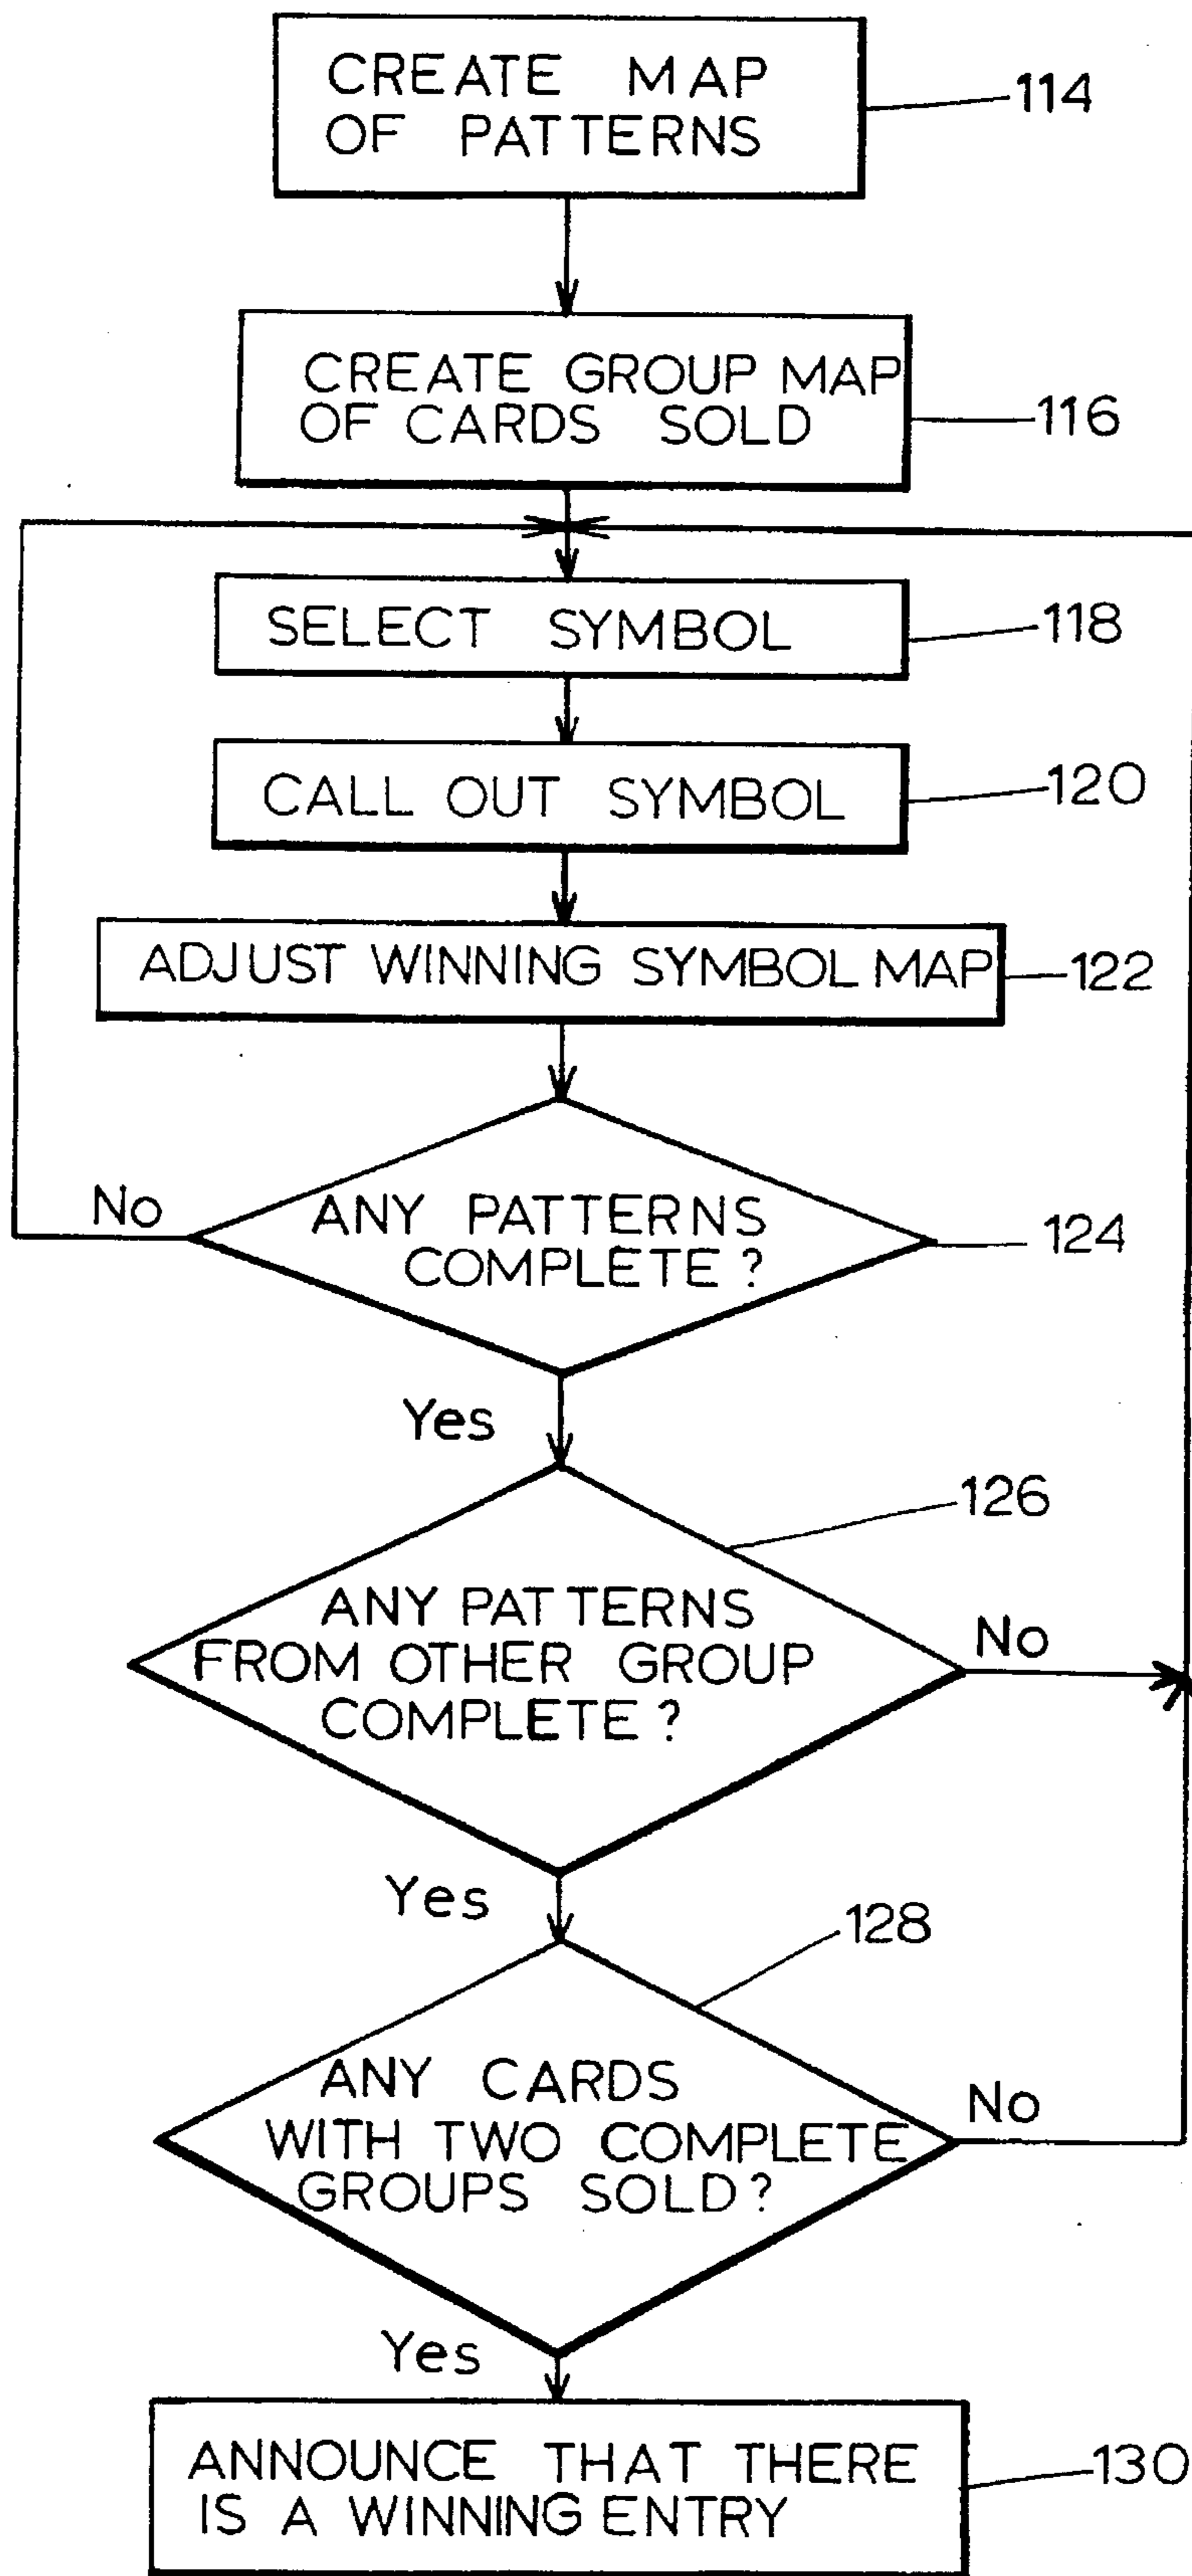 CREATE MAP
OF PATTERNS
114
CREATE GROUP MAP
OF CARDS SOLD
116
SELECT SYMBOL
118
CALL OUT SYMBOL
120
ADJUST WINNING SYMBOL MAP
122
No
ANY PATTERNS
COMPLETE ?
124
Yes
126
ANY PATTERNS
FROM OTHER GROUP
COMPLETE ?
No
Yes
128
ANY CARDS
WITH TWO COMPLETE
GROUPS SOLD ?
No
Yes
ANNOUNCE THAT THERE
IS A WINNING ENTRY
130